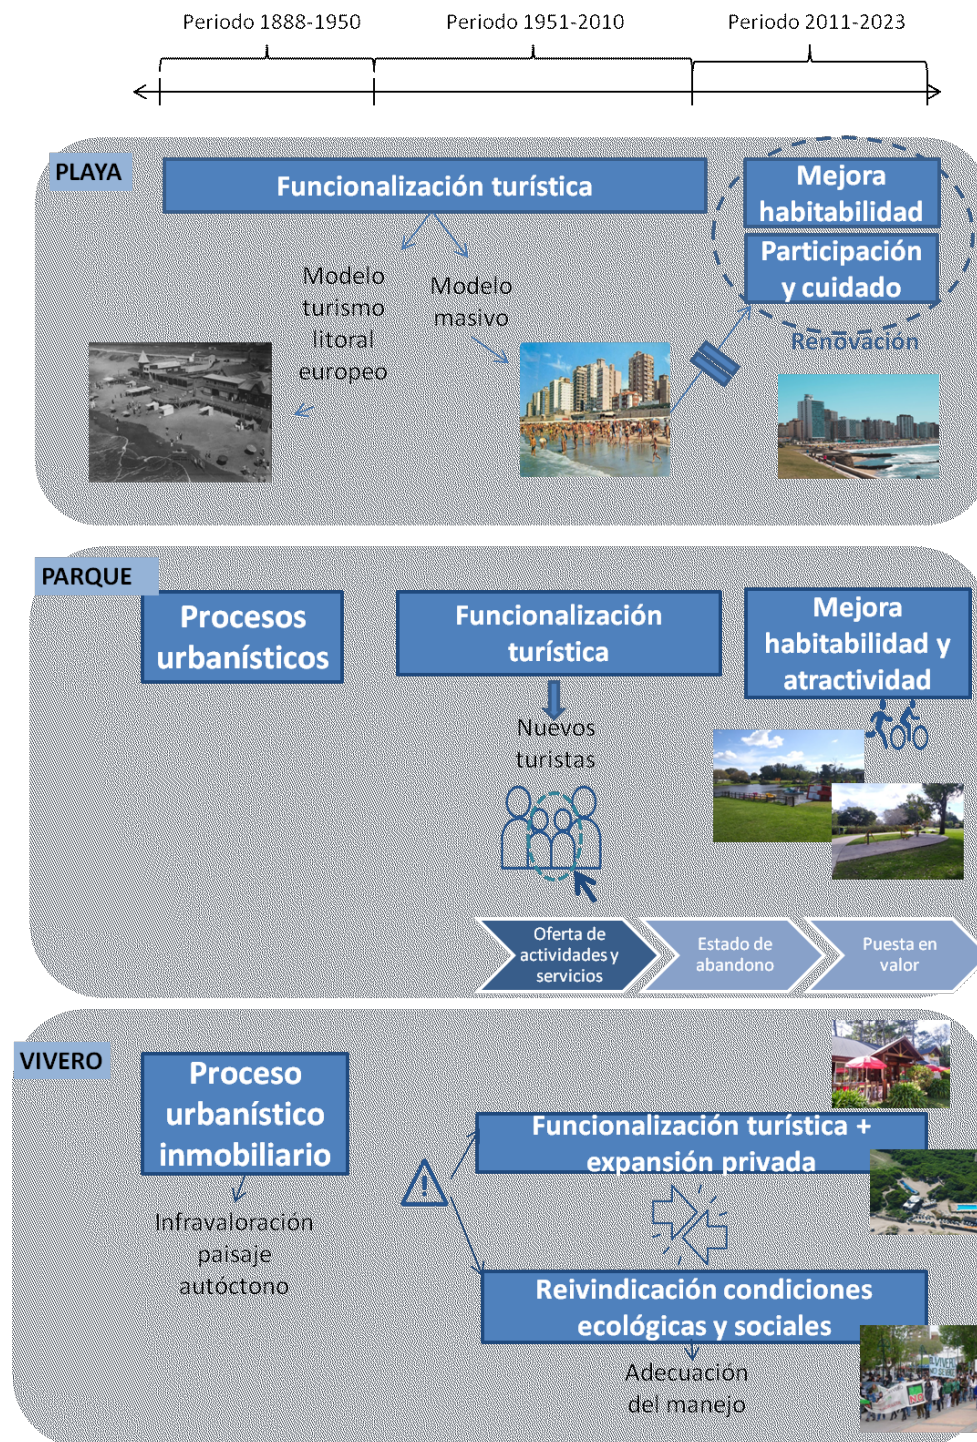 Periodo 1888-1950
Periodo 1951-2010
Periodo 2011-2023
PLAYA
Funcionalización turística
Mejora
habitabilidad
Participación
y cuidado
Modelo
turismo
litoral
europeo
Modelo
masivo
Renovación
PARQUE
Procesos
urbanísticos
Funcionalización
turística
Mejora
habitabilidad y
atractividad
Nuevos
turistas
Oferta de
actividades y
servicios
Estado de
abandono
Puesta en
valor
VIVERO
Proceso
urbanístico
inmobiliario
Funcionalización turística +
expansión privada
Infravaloración
paisaje
autóctono
Reivindicación condiciones
ecológicas y sociales
Adecuación
del manejo
VIVERO
NO